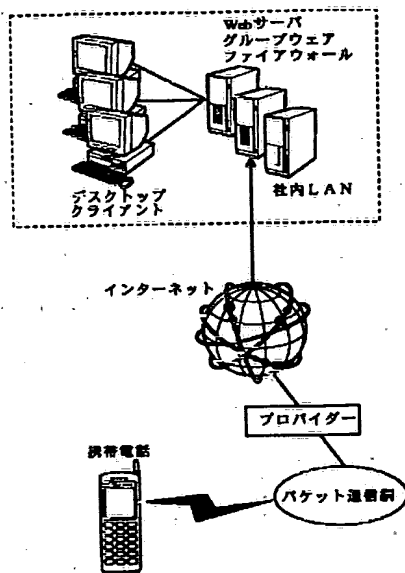 Webサーバ
グループウェア
ファイアウォール
デスクトップ
クライアント
社内LAN
インターネット
プロバイダー
携帯電話
パケット通信網